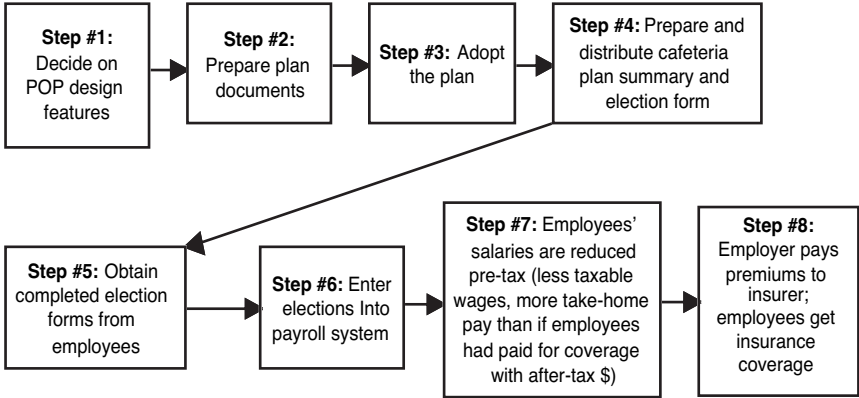 Step #1:
Decide on
POP design
features
Step #2:
Prepare plan
documents
Step #3: Adopt
the plan
Step #4: Prepare and
distribute cafeteria
plan summary and
election form
Step #5: Obtain
completed election
forms from
employees
Step #6: Enter
elections Into
payroll system
Step #7: Employees'
salaries are reduced
pre-tax (less taxable
wages, more take-home
pay than if employees
had paid for coverage
with after-tax $)
Step #8:
Employer pays
premiums to
insurer;
employees get
insurance
coverage